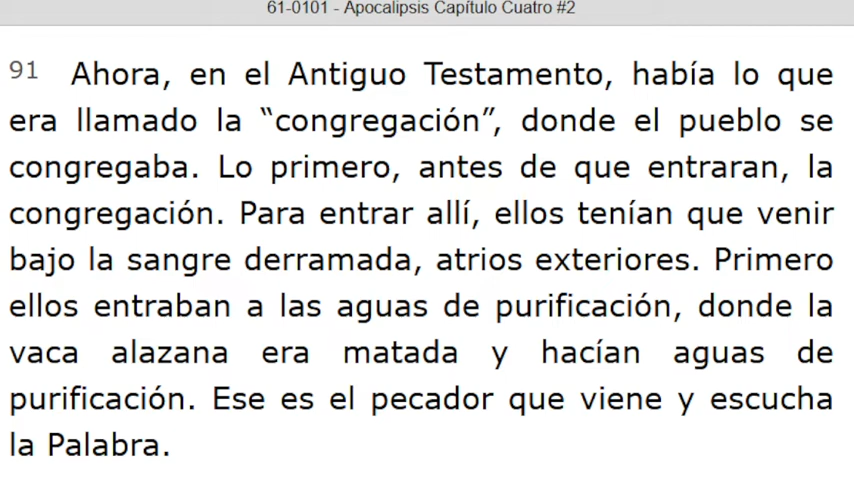 61-0101 - Apocalipsis Capítulo Cuatro #2
91 Ahora, en el Antiguo Testamento, había lo que
era llamado la “congregación”, donde el pueblo se
congregaba. Lo primero, antes de que entraran, la
congregación. Para entrar allí, ellos tenían que venir
bajo la sangre derramada, atrios exteriores. Primero
ellos entraban a las aguas de purificación, donde la
vaca alazana era matada y hacían aguas de
purificación. Ese es el pecador que viene y escucha
la Palabra.